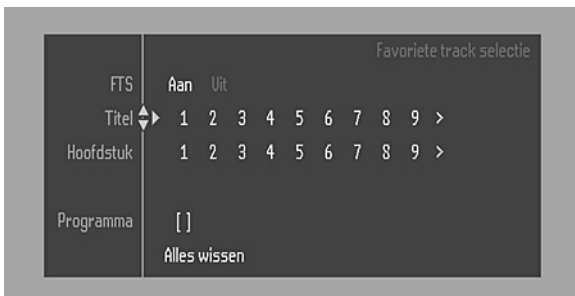 Favoriete track selectie
FTS Aan Uit
Titel 1 2 3 4 5 6 7 8 9 >
Hoofdstuk 1 2 3 4 5 6 7 8 9 >
Programma [ ]
Alles wissen